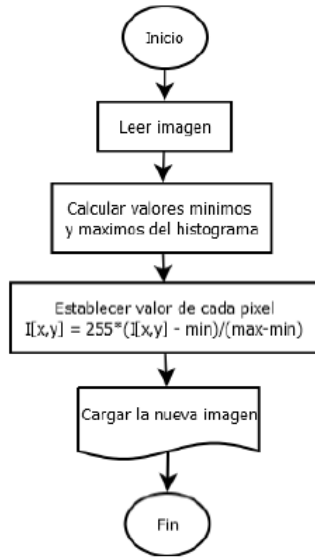 Inicio
Leer imagen
Calcular valores minimos
y maximos del histograma
Establecer valor de cada pixel
I[x,y] = 255*(I[x,y] - min)/(max-min)
Cargar la nueva imagen
Fin